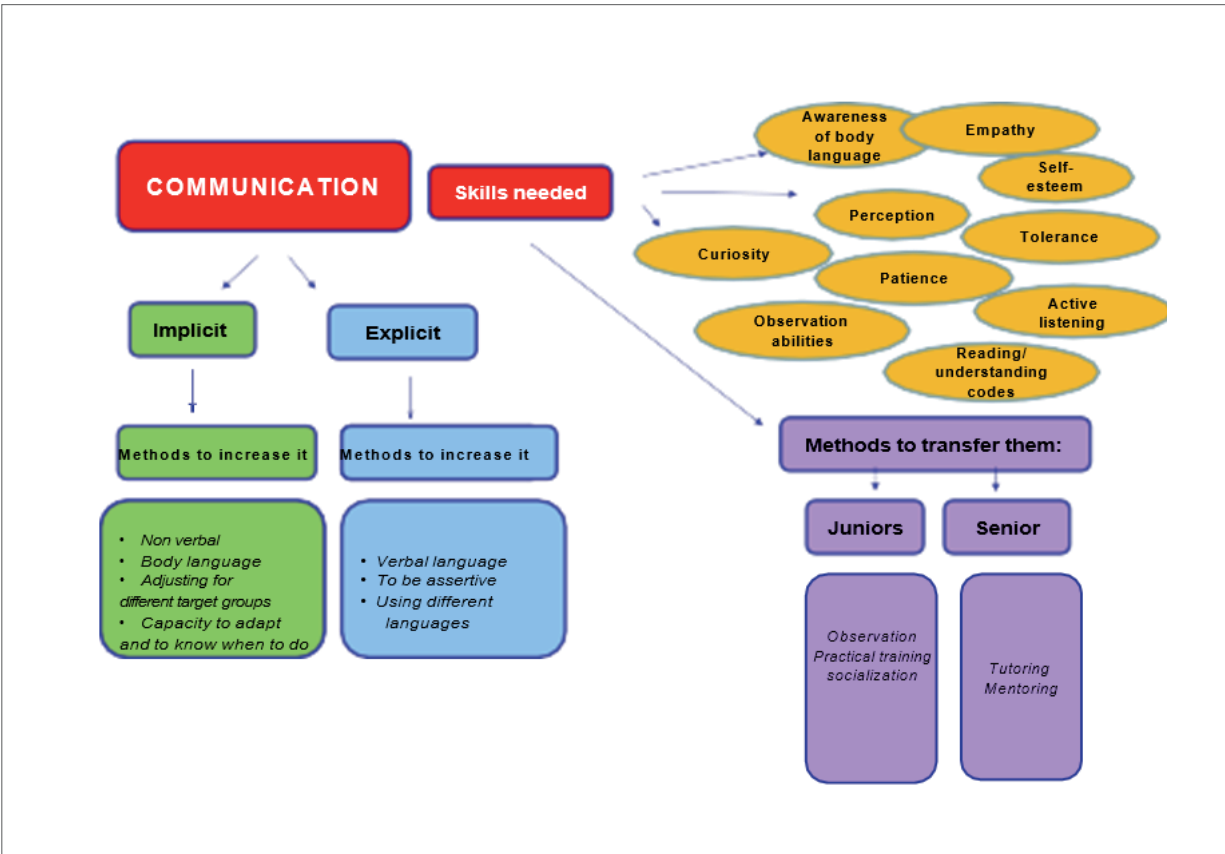 COMMUNICATION
Skills needed
Awareness
of body
language
Empathy
Self-
esteem
Perception
Tolerance
Curiosity
Patience
Active
listening
Observation
abilities
Reading/
understanding
codes
Implicit
Explicit
Methods to increase it
Methods to increase it
• Non verbal
• Body language
• Adjusting for
different target groups
• Capacity to adapt
and to know when to do
• Verbal language
• To be assertive
• Using different
languages
Methods to transfer them:
Juniors
Senior
Observation
Practical training
socialization
Tutoring
Mentoring